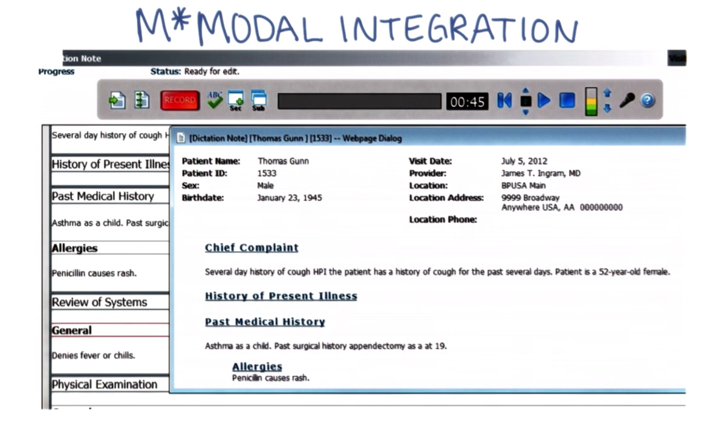 M*MODAL INTEGRATION
tion Note
Progress Status: Ready for edit.
RECORD ABC Sec Sub 00:45
Several day history of cough H
History of Present Illnes
Past Medical History
Asthma as a child. Past surgic
Allergies
Penicillin causes rash.
Review of Systems
General
Denies fever or chills.
Physical Examination
[Dictation Note] [Thomas Gunn ] [1533] -- Webpage Dialog
Patient Name: Thomas Gunn Visit Date: July 5, 2012
Patient ID: 1533 Provider: James T. Ingram, MD
Sex: Male Location: BPUSA Main
Birthdate: January 23, 1945 Location Address: 9999 Broadway
Anywhere USA, AA 000000000
Location Phone:
Chief Complaint
Several day history of cough HPI the patient has a history of cough for the past several days. Patient is a 52-year-old female.
History of Present Illness
Past Medical History
Asthma as a child. Past surgical history appendectomy as a at 19.
Allergies
Penicillin causes rash.